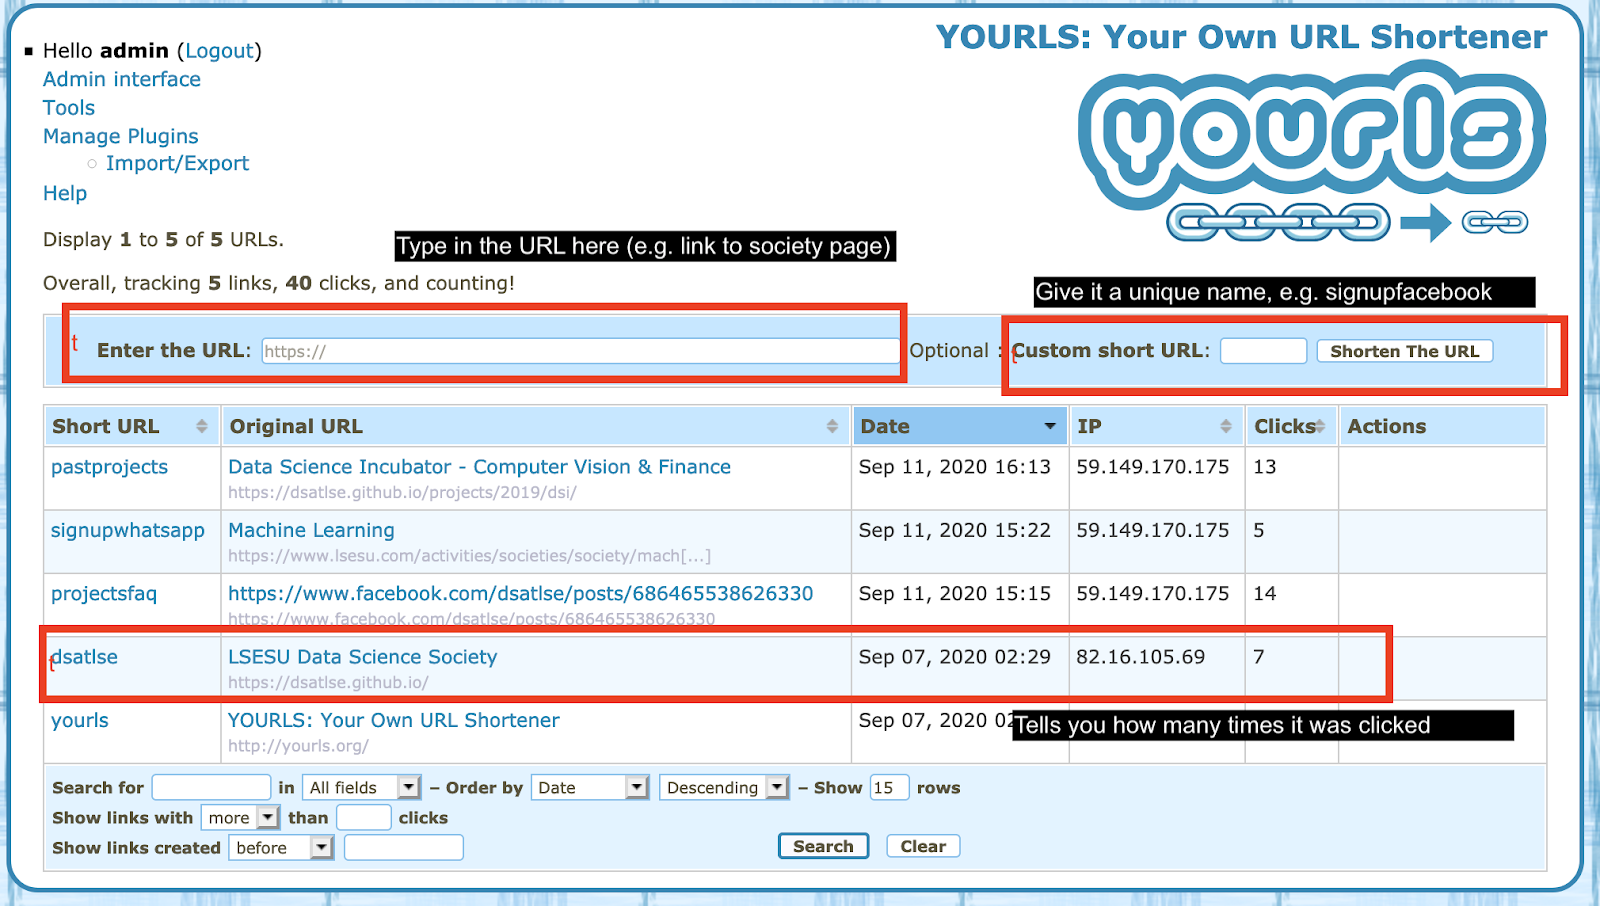 YOURLS: Your Own URL Shortener
yourls
Hello admin (Logout)
Admin interface
Tools
Manage Plugins
Import/Export
Help
Display 1 to 5 of 5 URLs.
Type in the URL here (e.g. link to society page)
Overall, tracking 5 links, 40 clicks, and counting!
Give it a unique name, e.g. signupfacebook
t Enter the URL: https:// Optional : t Custom short URL: Shorten The URL
Short URL Original URL Date IP Clicks Actions
pastprojects Data Science Incubator - Computer Vision & Finance Sep 11, 2020 16:13 59.149.170.175 13
https://dsatlse.github.io/projects/2019/dsi/
signupwhatsapp Machine Learning Sep 11, 2020 15:22 59.149.170.175 5
https://www.lsesu.com/activities/societies/society/mach[...]
projectsfaq https://www.facebook.com/dsatlse/posts/686465538626330 Sep 11, 2020 15:15 59.149.170.175 14
https://www.facebook.com/dsatlse/posts/686465538626330
t dsatlse LSESU Data Science Society Sep 07, 2020 02:29 82.16.105.69 7
https://dsatlse.github.io/
yourls YOURLS: Your Own URL Shortener Sep 07, 2020
Tells you how many times it was clicked
http://yourls.org/
Search for in All fields – Order by Date Descending – Show 15 rows
Show links with more than clicks
Show links created before Search Clear